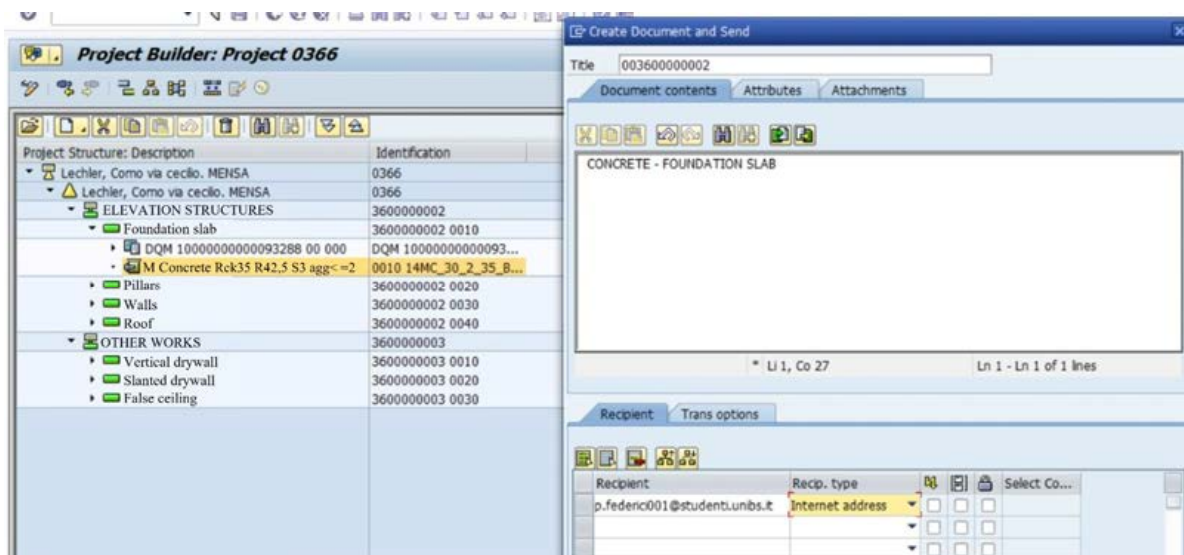 Project Builder: Project 0366
Project Structure: Description Identification
Lechler, Como via cecilo. MENSA 0366
Lechler, Como via cecilo. MENSA 0366
ELEVATION STRUCTURES 3600000002
Foundation slab 3600000002 0010
DQM 10000000000093288 00 000 DQM 10000000000093...
M Concrete Rck35 R42,5 S3 agg<=2 0010 14MC_30_2_35_B...
Pillars 3600000002 0020
Walls 3600000002 0030
Roof 3600000002 0040
OTHER WORKS 3600000003
Vertical drywall 3600000003 0010
Slanted drywall 3600000003 0020
False ceiling 3600000003 0030
Create Document and Send
Title 003600000002
Document contents Attributes Attachments
CONCRETE - FOUNDATION SLAB
* Li 1, Co 27 Ln 1 - Ln 1 of 1 lines
Recipient Trans options
Recipient Recip. type Select Co...
p.federici001@studenti.unibs.it Internet address